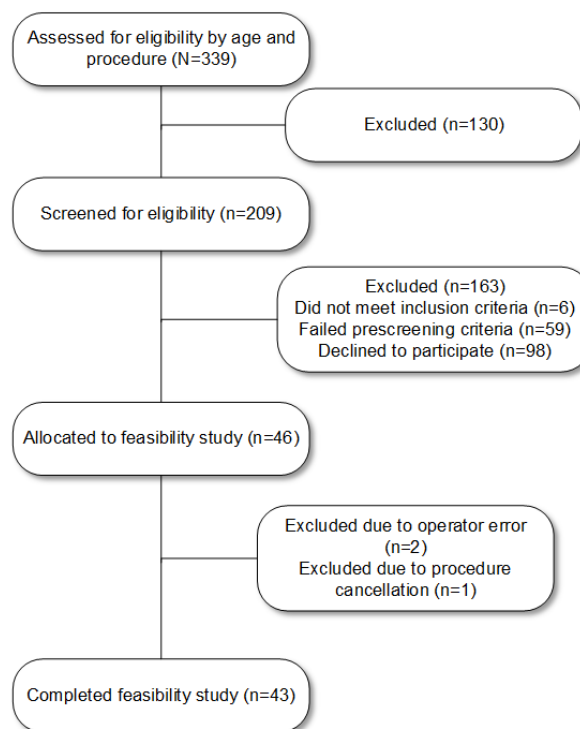 Assessed for eligibility by age and
procedure (N=339)
Excluded (n=130)
Screened for eligibility (n=209)
Excluded (n=163)
Did not meet inclusion criteria (n=6)
Failed prescreening criteria (n=59)
Declined to participate (n=98)
Allocated to feasibility study (n=46)
Excluded due to operator error
(n=2)
Excluded due to procedure
cancellation (n=1)
Completed feasibility study (n=43)